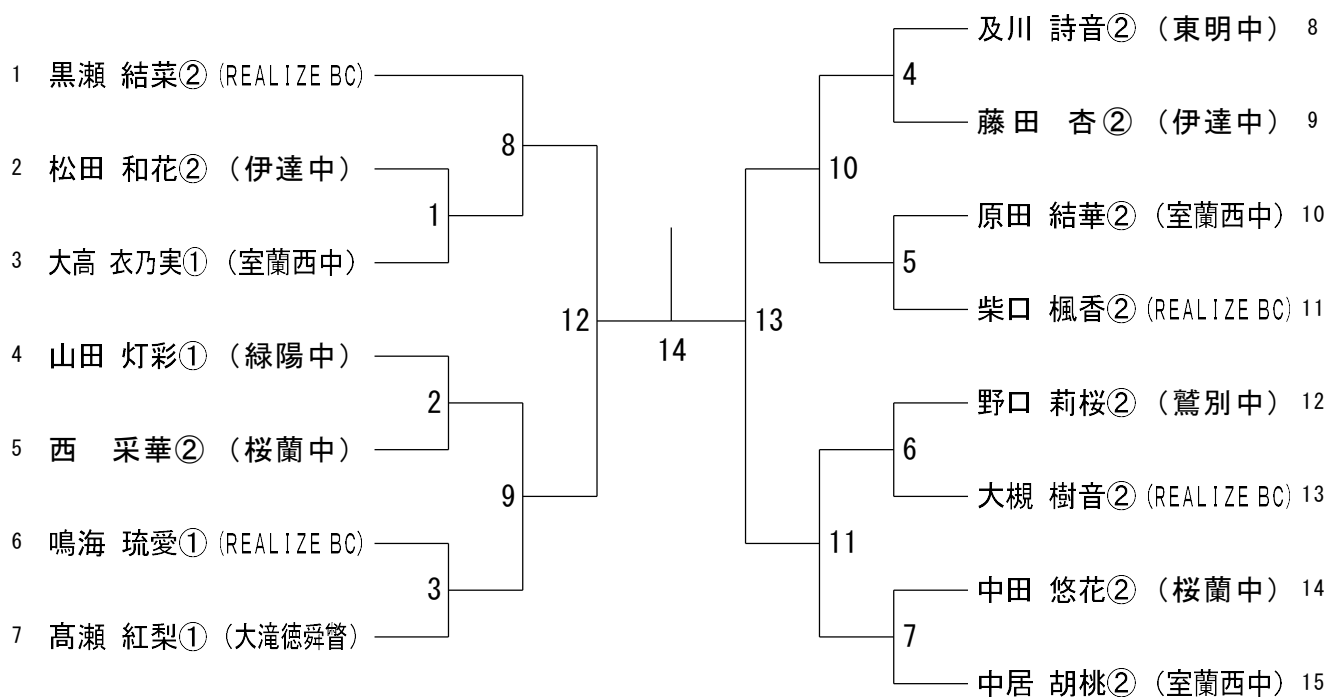 1 黒瀬 結菜② (REALIZE BC)
2 松田 和花② (伊達中)
3 大高 衣乃実① (室蘭西中)
4 山田 灯彩① (緑陽中)
5 西 采華② (桜蘭中)
6 鳴海 琉愛① (REALIZE BC)
7 髙瀬 紅梨① (大滝徳舜瞥)
8
1
12
2
9
3
14
13
及川 詩音② (東明中) 8
4
藤田 杏② (伊達中) 9
10
原田 結華② (室蘭西中) 10
5
柴口 楓香② (REALIZE BC) 11
野口 莉桜② (鷲別中) 12
6
大槻 樹音② (REALIZE BC) 13
11
中田 悠花② (桜蘭中) 14
7
中居 胡桃② (室蘭西中) 15